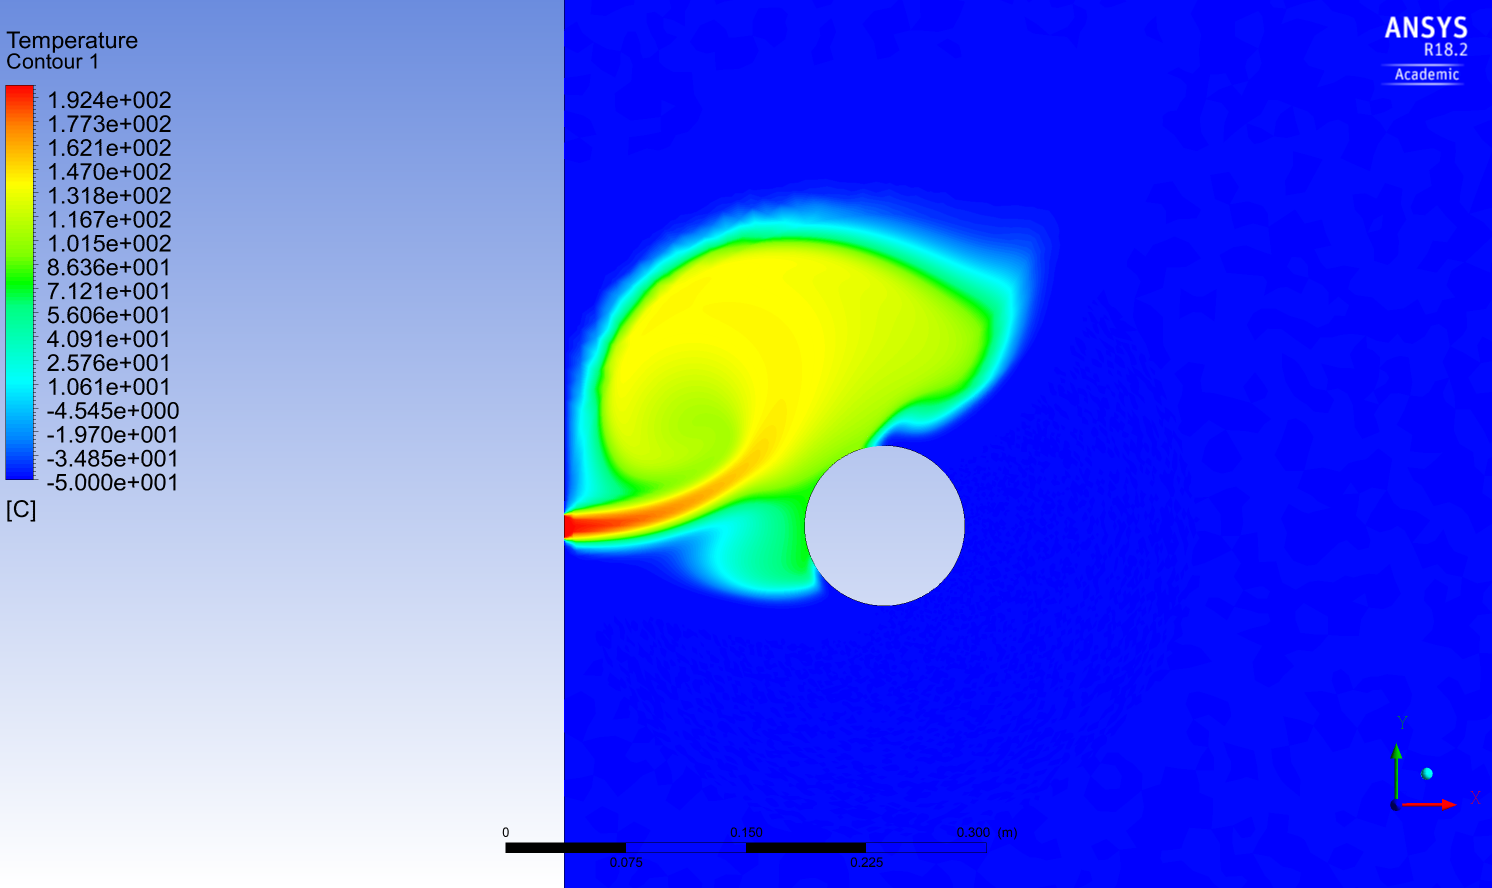 Temperature
Contour 1
1.924e+002
1.773e+002
1.621e+002
1.470e+002
1.318e+002
1.167e+002
1.015e+002
8.636e+001
7.121e+001
5.606e+001
4.091e+001
2.576e+001
1.061e+001
-4.545e+000
-1.970e+001
-3.485e+001
-5.000e+001
[C]
ANSYS
R18.2
Academic
Y
X
0 0.150 0.300 (m)
0.075 0.225